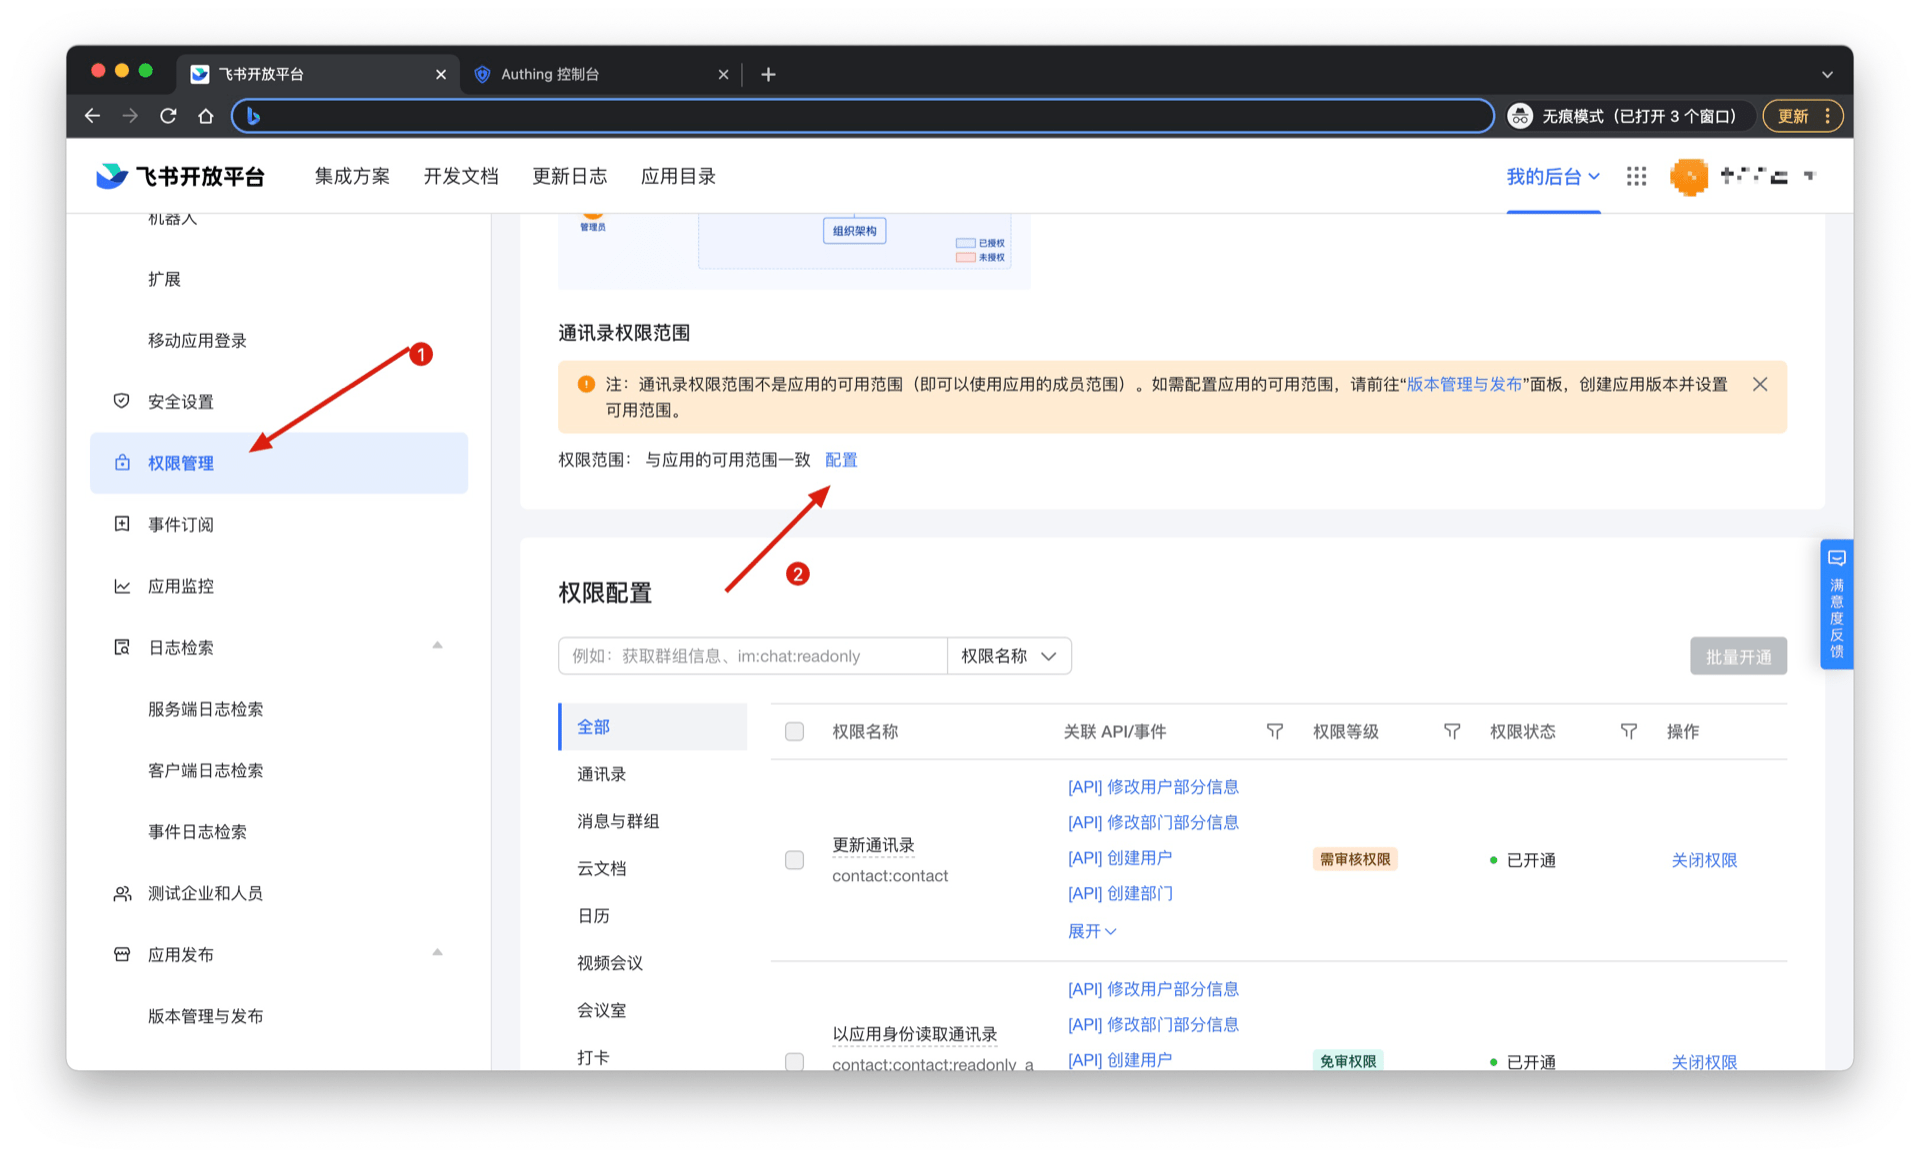 飞书开放平台
Authing 控制台
无痕模式（已打开 3 个窗口）
更新
飞书开放平台
集成方案
开发文档
更新日志
应用目录
我的后台
机器人
扩展
移动应用登录
安全设置
权限管理
事件订阅
应用监控
日志检索
服务端日志检索
客户端日志检索
事件日志检索
测试企业和人员
应用发布
版本管理与发布
1
管理员
组织架构
已授权
未授权
通讯录权限范围
注：通讯录权限范围不是应用的可用范围（即可以使用应用的成员范围）。如需配置应用的可用范围，请前往“版本管理与发布”面板，创建应用版本并设置
可用范围。
权限范围： 与应用的可用范围一致 配置
2
权限配置
例如：获取群组信息、im:chat:readonly
权限名称
批量开通
满意度反馈
全部
通讯录
消息与群组
云文档
日历
视频会议
会议室
打卡
权限名称
关联 API/事件
权限等级
权限状态
操作
更新通讯录
contact:contact
[API] 修改用户部分信息
[API] 修改部门部分信息
[API] 创建用户
[API] 创建部门
展开
需审核权限
已开通
关闭权限
以应用身份读取通讯录
contact:contact:readonly_a
[API] 修改用户部分信息
[API] 修改部门部分信息
[API] 创建用户
免审权限
已开通
关闭权限